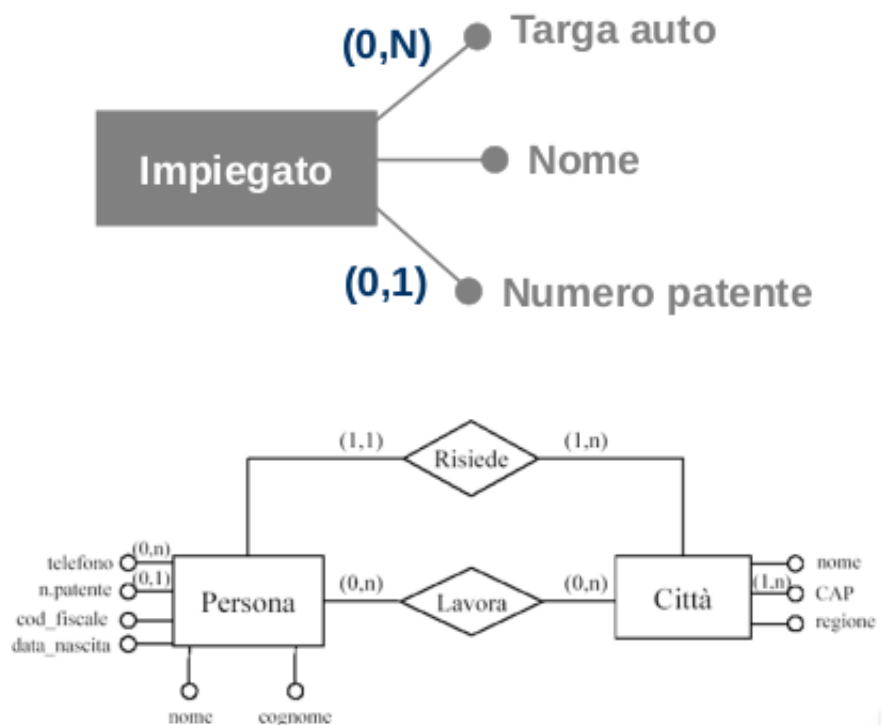 (0,N)
Targa auto
Impiegato
Nome
(0,1)
Numero patente
(1,1)
Risiede
(1,n)
telefono
(0,n)
n.patente
(0,1)
cod_fiscale
data_nascita
Persona
(0,n)
Lavora
(0,n)
Città
nome
(1,n)
CAP
regione
nome
cognome